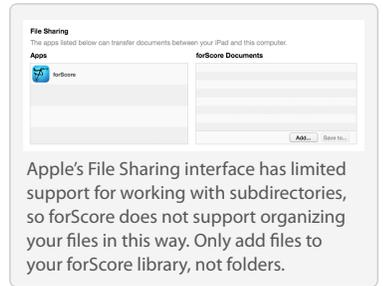 File Sharing
The apps listed below can transfer documents between your iPad and this computer.
Apps
forScore Documents
forScore
Add...
Save to...
Apple's File Sharing interface has limited
support for working with subdirectories,
so forScore does not support organizing
your files in this way. Only add files to
your forScore library, not folders.